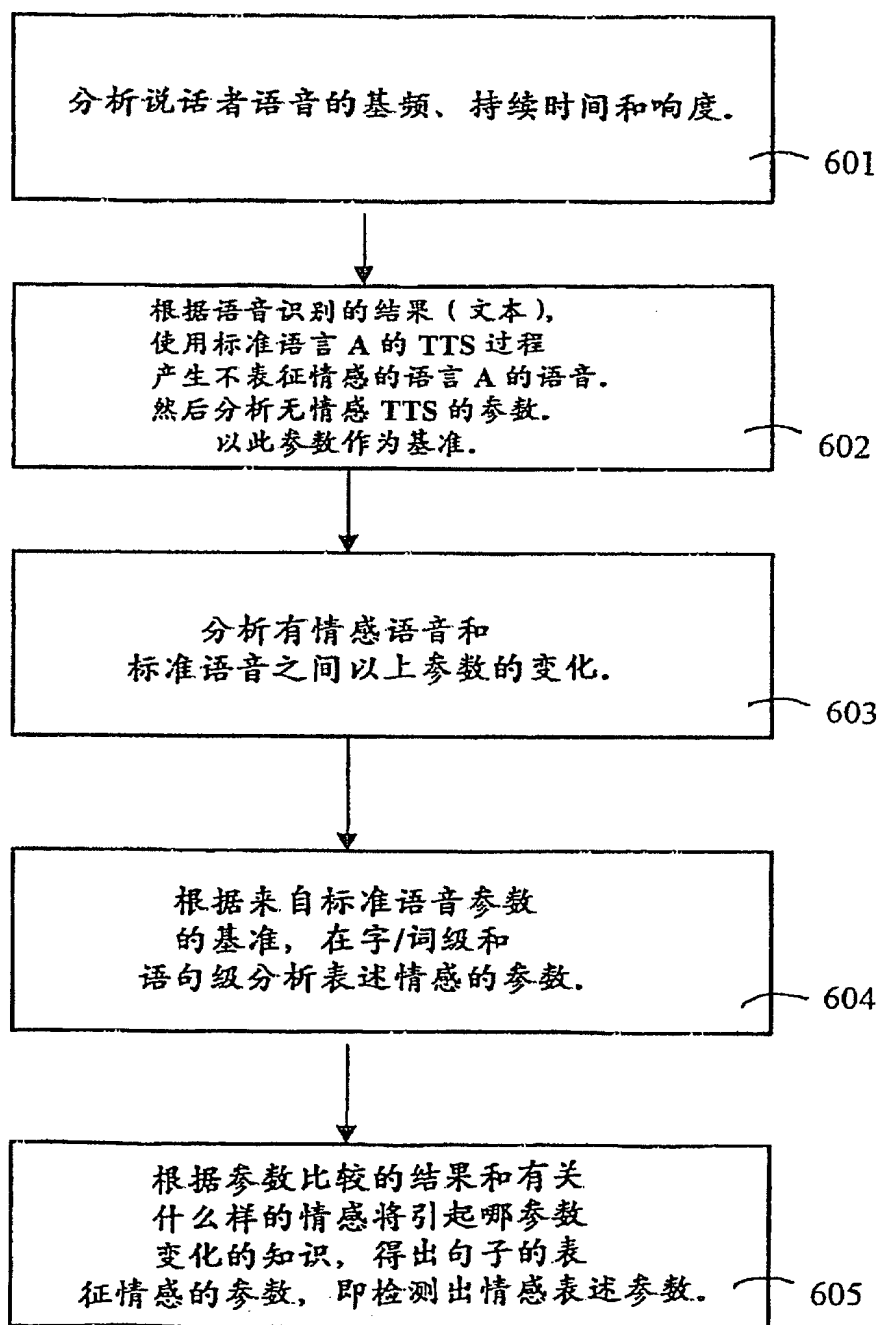 分析说话者语音的基频、持续时间和响度.
601
根据语音识别的结果（文本），
使用标准语言 A 的 TTS 过程
产生不表征情感的语言 A 的语音.
然后分析无情感 TTS 的参数.
以此参数作为基准.
602
分析有情感语音和
标准语音之间以上参数的变化.
603
根据来自标准语音参数
的基准，在字/词级和
语句级分析表述情感的参数.
604
根据参数比较的结果和有关
什么样的情感将引起哪参数
变化的知识，得出句子的表
征情感的参数，即检测出情感表述参数.
605